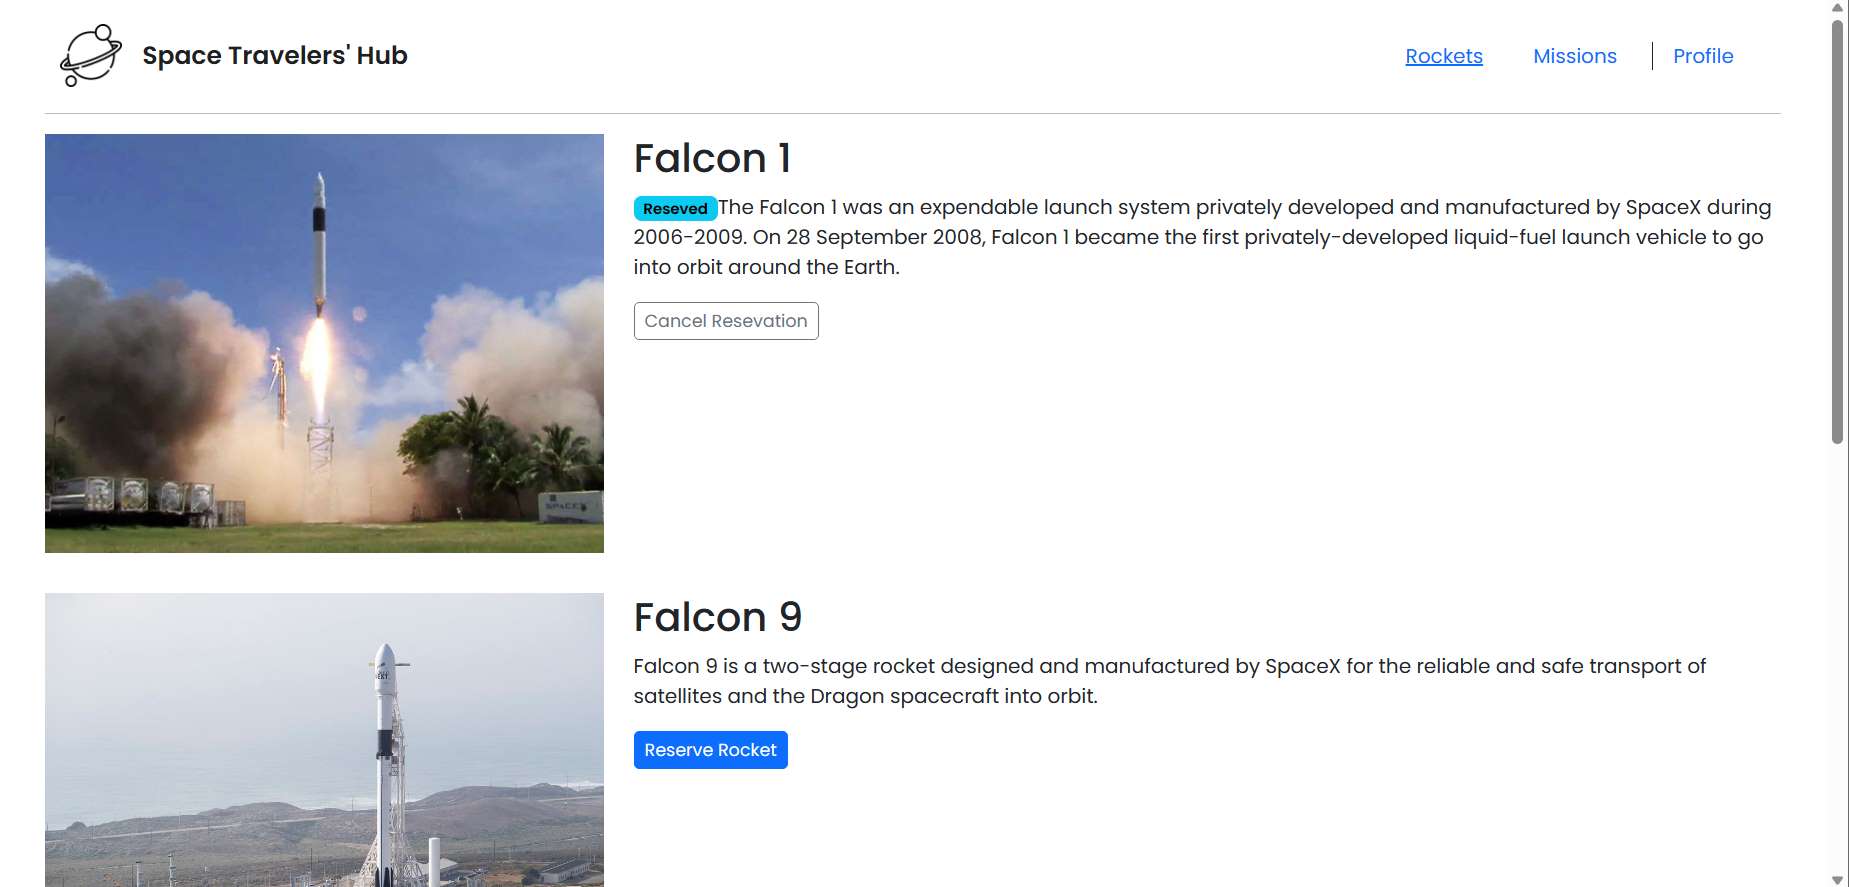 Space Travelers' Hub
Rockets Missions Profile
Falcon 1
Reseved The Falcon 1 was an expendable launch system privately developed and manufactured by SpaceX during
2006-2009. On 28 September 2008, Falcon 1 became the first privately-developed liquid-fuel launch vehicle to go
into orbit around the Earth.
Cancel Resevation
SPACEX
Falcon 9
Falcon 9 is a two-stage rocket designed and manufactured by SpaceX for the reliable and safe transport of
satellites and the Dragon spacecraft into orbit.
Reserve Rocket